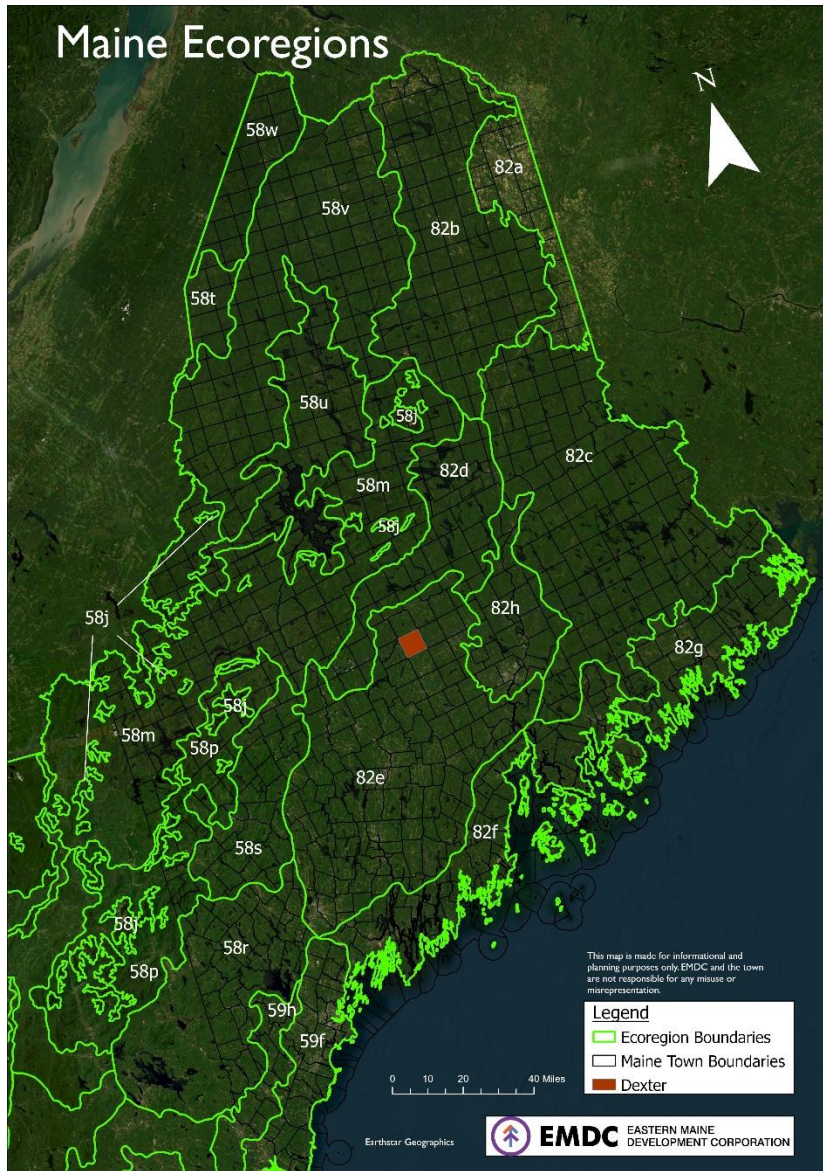 Maine Ecoregions
N
58w
82a
58v
82b
58t
58u
58j
82c
82d
58m
58j
58j
82h
82g
58j
58m
58p
82e
82f
58s
58j
58r
58p
59h
59f
This map is made for informational and
planning purposes only. EMDC and the town
are not responsible for any misuse or
misrepresentation.
Legend
Ecoregion Boundaries
Maine Town Boundaries
Dexter
0 10 20 40 Miles
Earthstar Geographics
EMDC EASTERN MAINE
DEVELOPMENT CORPORATION